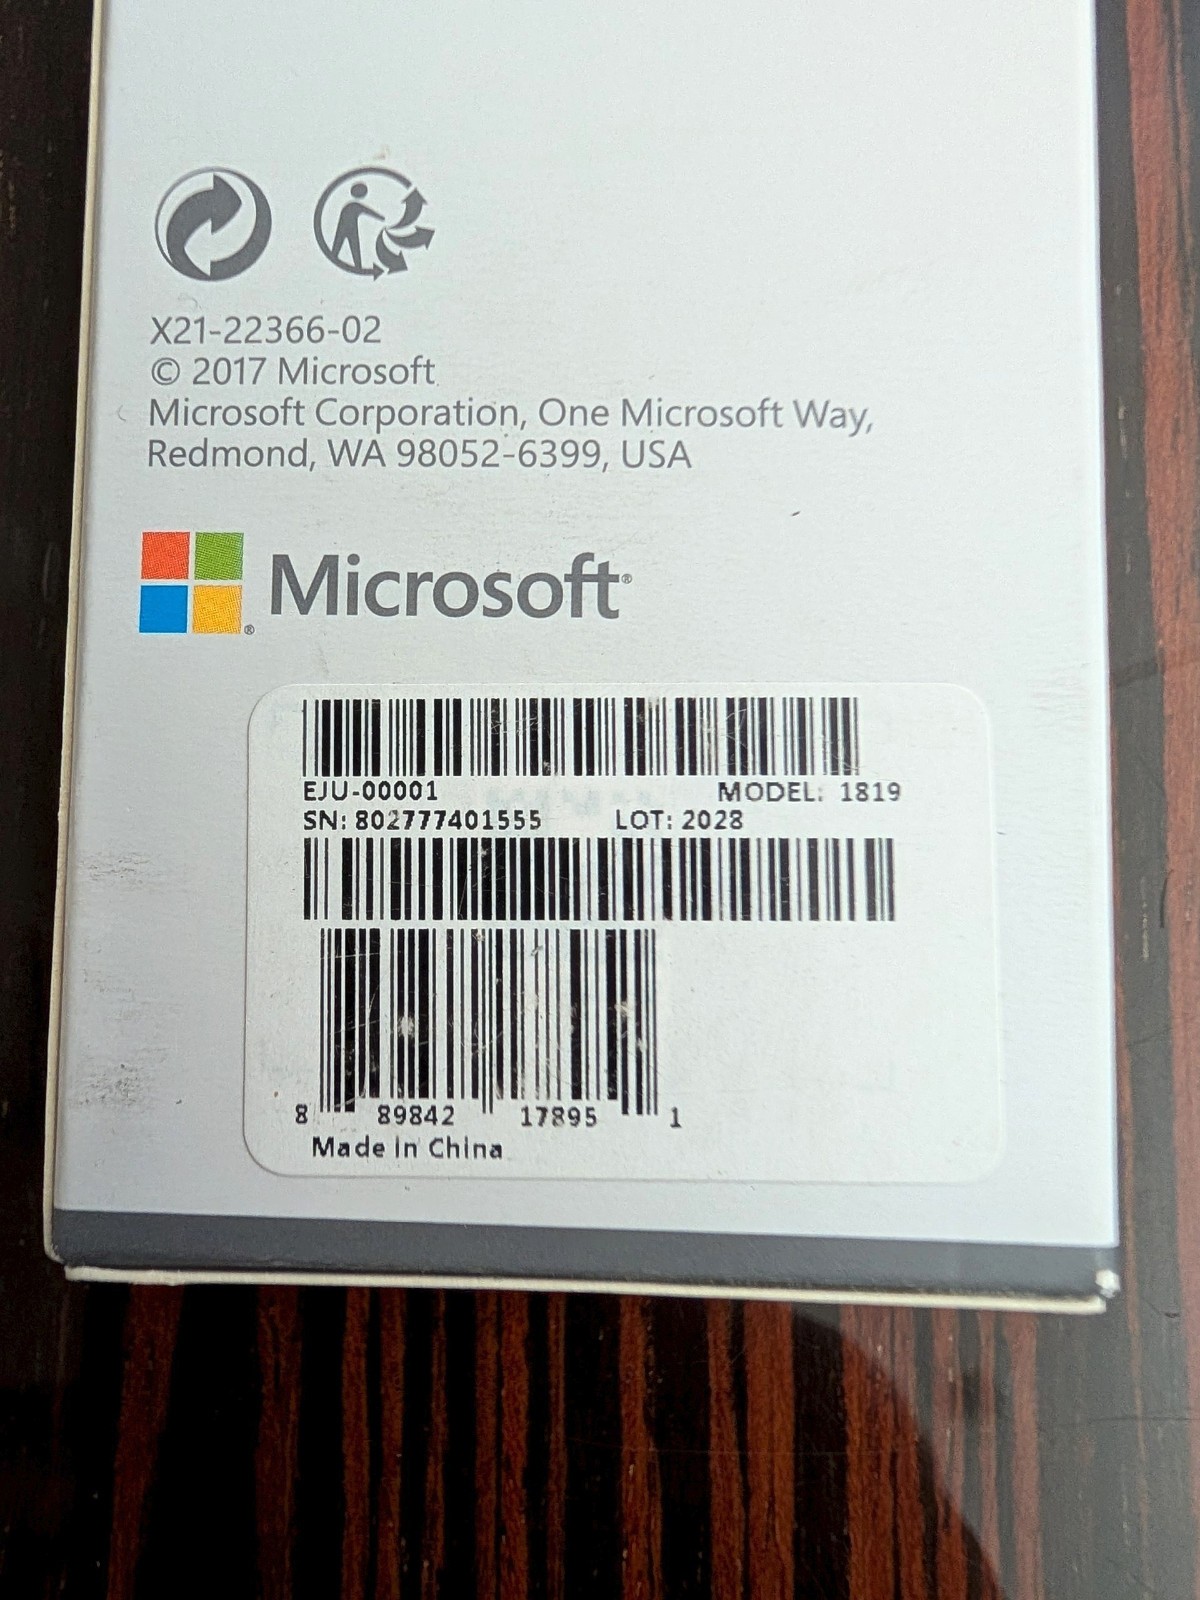 X21-22366-02
© 2017 Microsoft
Microsoft Corporation, One Microsoft Way,
Redmond, WA 98052-6399, USA
Microsoft®
EJU-00001 MODEL: 1819
SN: 802777401555 LOT: 2028
8 89842 17895 1
Made in China